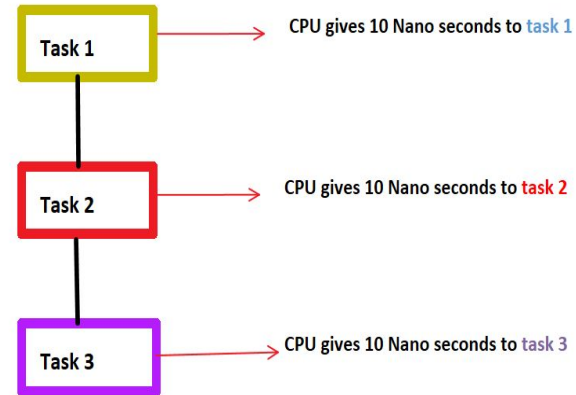 Task 1
CPU gives 10 Nano seconds to task 1
Task 2
CPU gives 10 Nano seconds to task 2
Task 3
CPU gives 10 Nano seconds to task 3